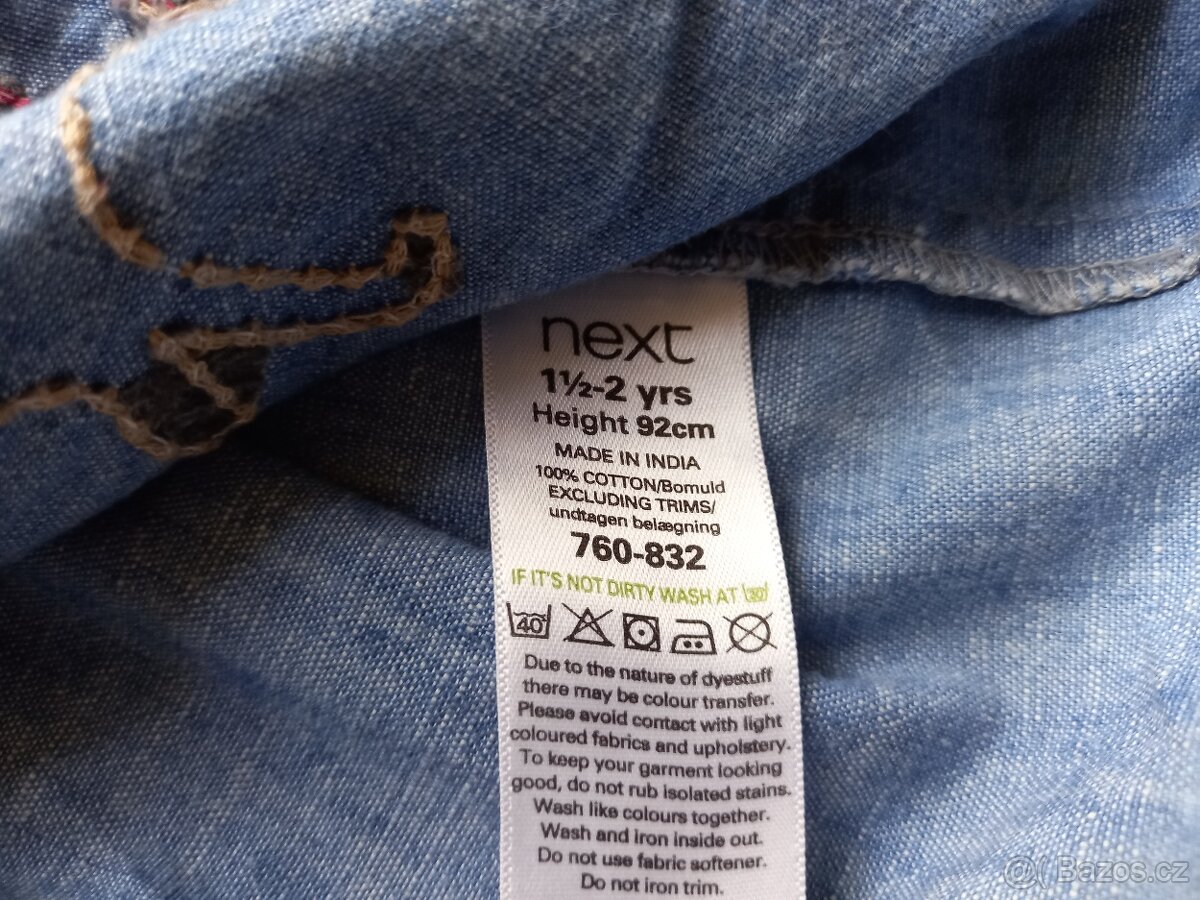 next
1½-2 yrs
Height 92cm
MADE IN INDIA
100% COTTON/Bomuld
EXCLUDING TRIMS/
undtagen belægning
760-832
IF IT'S NOT DIRTY WASH AT 30
40
Due to the nature of dyestuff
there may be colour transfer.
Please avoid contact with light
coloured fabrics and upholstery.
To keep your garment looking
good, do not rub isolated stains.
Wash like colours together.
Wash and iron inside out.
Do not use fabric softener.
Do not iron trim.
Bazos.cz